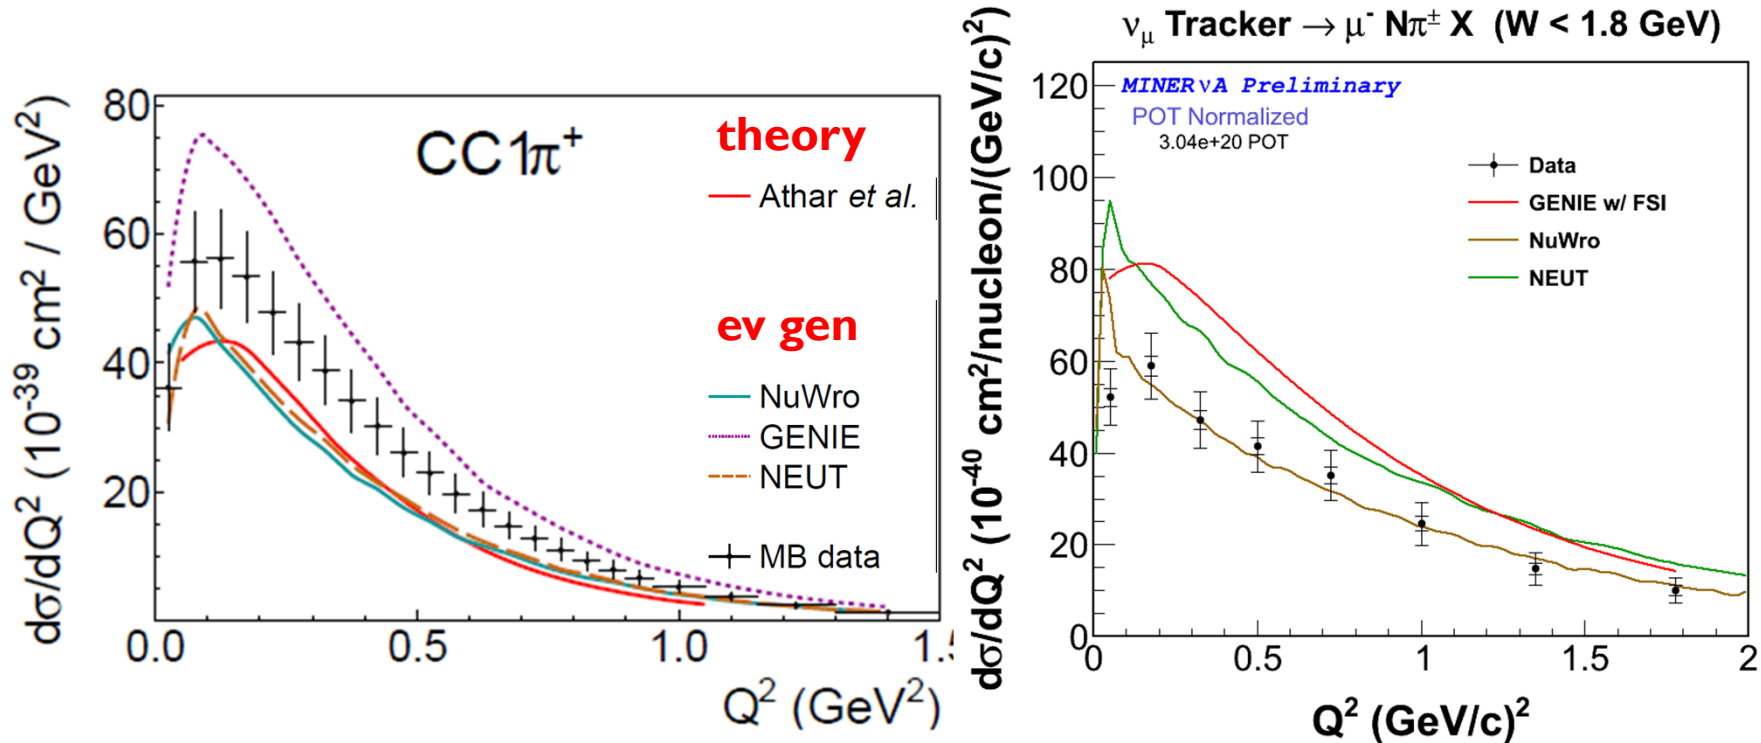 dσ/dQ² (10⁻³⁹ cm² / GeV²)
80
60
40
20
CC1π⁺
theory
Athar et al.
ev gen
NuWro
GENIE
NEUT
MB data
0.0
0.5
1.0
1.5
Q² (GeV²)
νμ Tracker → μ⁻ Nπ± X (W < 1.8 GeV)
dσ/dQ² (10⁻⁴⁰ cm²/nucleon/(GeV/c)²)
120
100
80
60
40
20
0
MINERνA Preliminary
POT Normalized
3.04e+20 POT
Data
GENIE w/ FSI
NuWro
NEUT
0
0.5
1
1.5
2
Q² (GeV/c)²